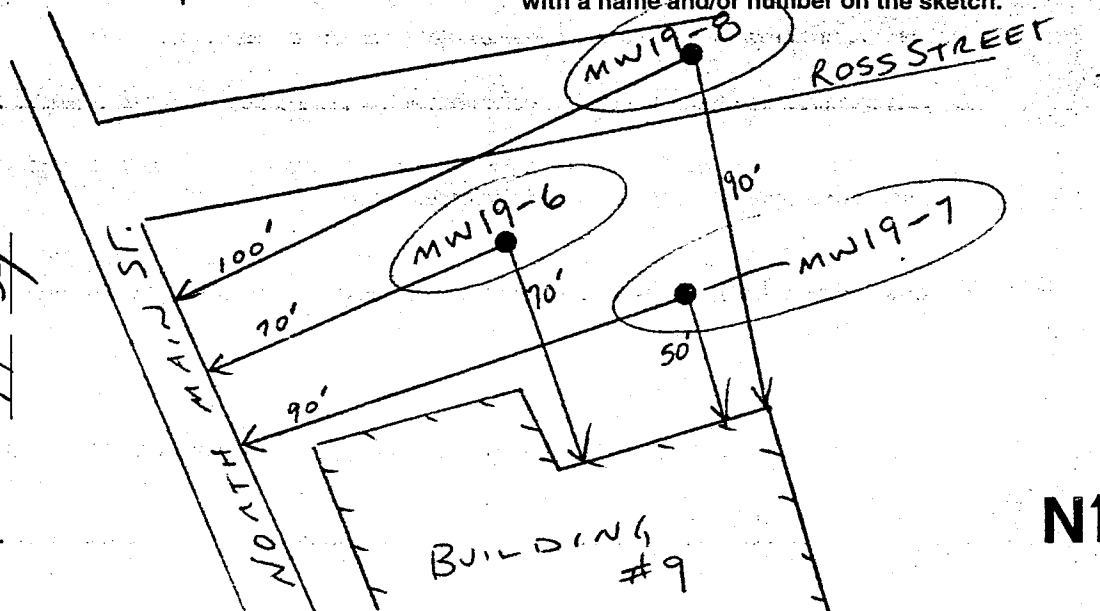 with a name and/or number on the sketch.
MW19-8
ROSS STREET
90'
MW19-6
MW19-7
100'
70'
70'
50'
90'
NORTH MAIN ST.
BUILDING
#9
N↑